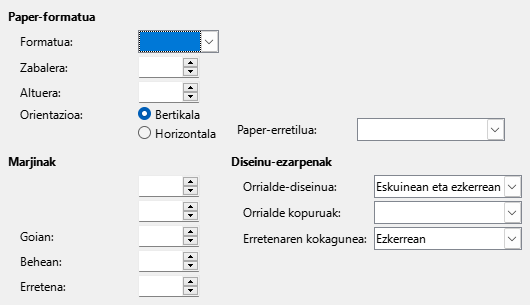 Paper-formatua
Formatua:
Zabalera:
Altuera:
Orientazioa:
Bertikala
Horizontala
Paper-erretilua:
Marjinak
Goian:
Behean:
Erretena:
Diseinu-ezarpenak
Orrialde-diseinua:
Eskuinean eta ezkerrean
Orrialde kopuruak:
Erretenaren kokagunea:
Ezkerrean